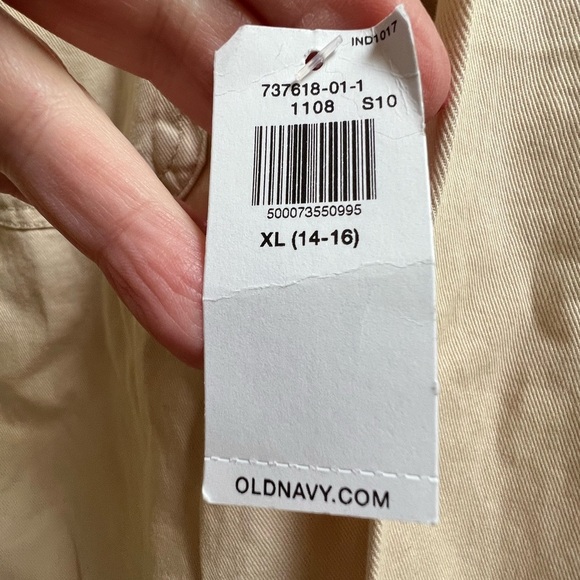 IND1017
737618-01-1
1108 S10
500073550995
XL (14-16)
OLDNAVY.COM